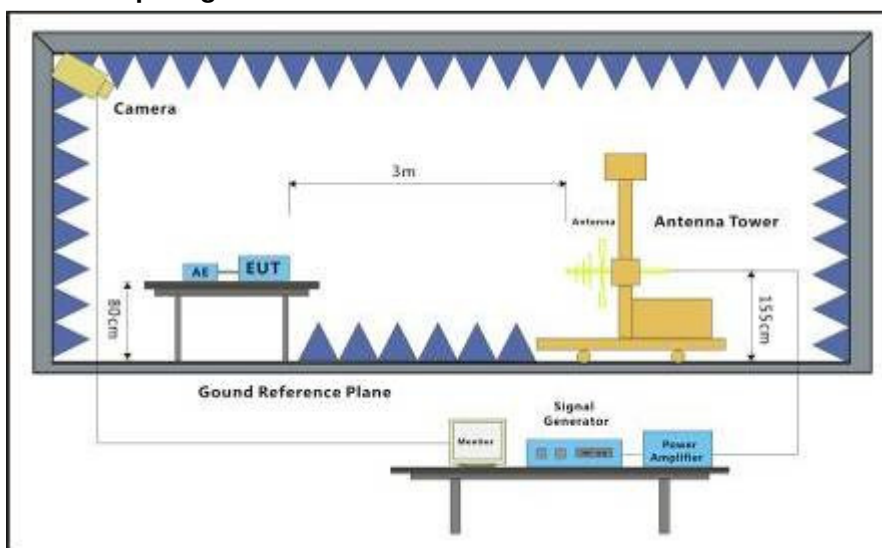 Camera
3m
Antenna
Antenna Tower
AE
EUT
80cm
155cm
Gound Reference Plane
Signal
Generator
Monitor
Power
Amplifier